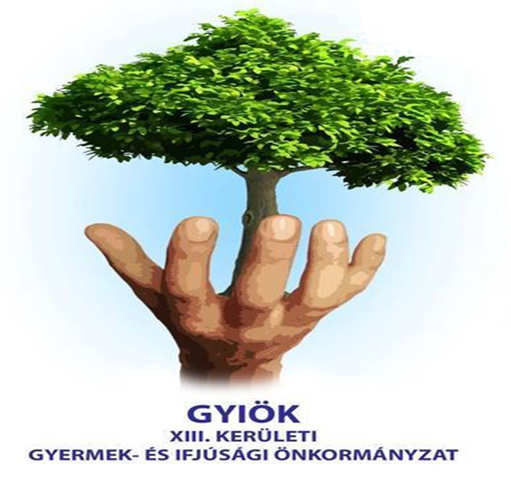 GYIÖK
XIII. KERÜLETI
GYERMEK- ÉS IFJÚSÁGI ÖNKORMÁNYZAT